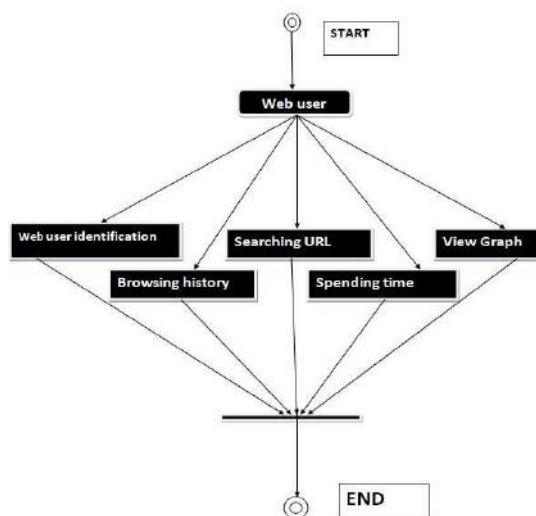 START
Web user
Web user identification
Searching URL
View Graph
Browsing history
Spending time
END